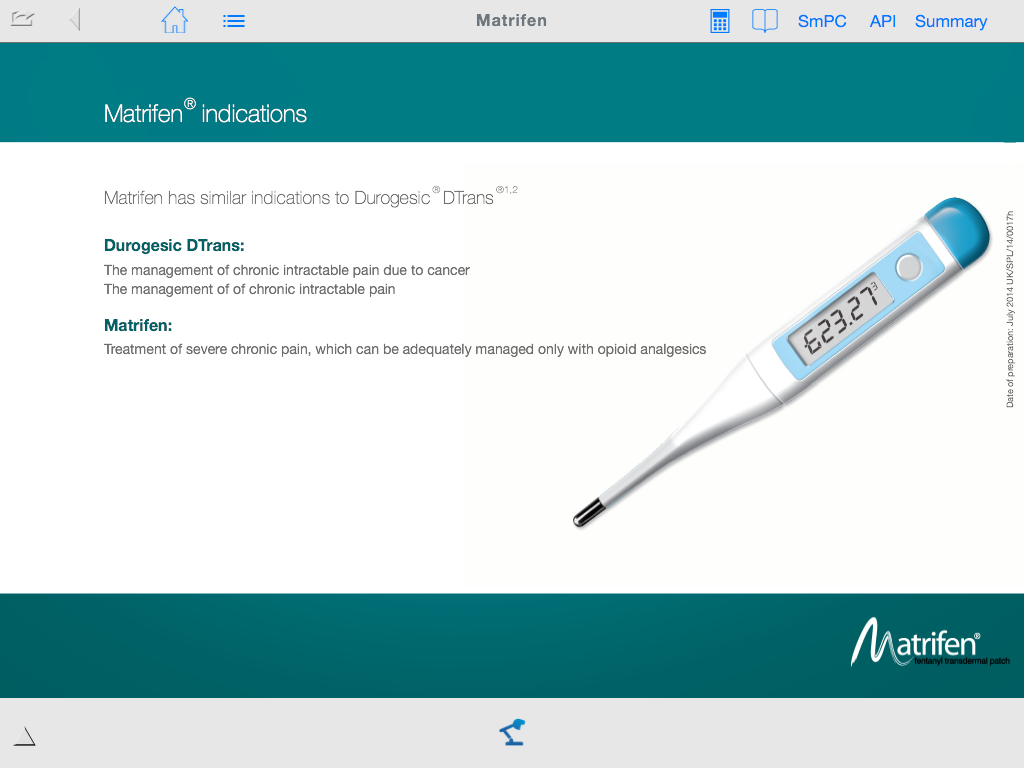 Matrifen
SmPC API Summary
Matrifen® indications
Matrifen has similar indications to Durogesic® DTrans®1,2
Durogesic DTrans:
The management of chronic intractable pain due to cancer
The management of of chronic intractable pain
Matrifen:
Treatment of severe chronic pain, which can be adequately managed only with opioid analgesics
£23.27³
Date of preparation: July 2014 UK/SPL/14/0017h
Matrifen®
fentanyl transdermal patch